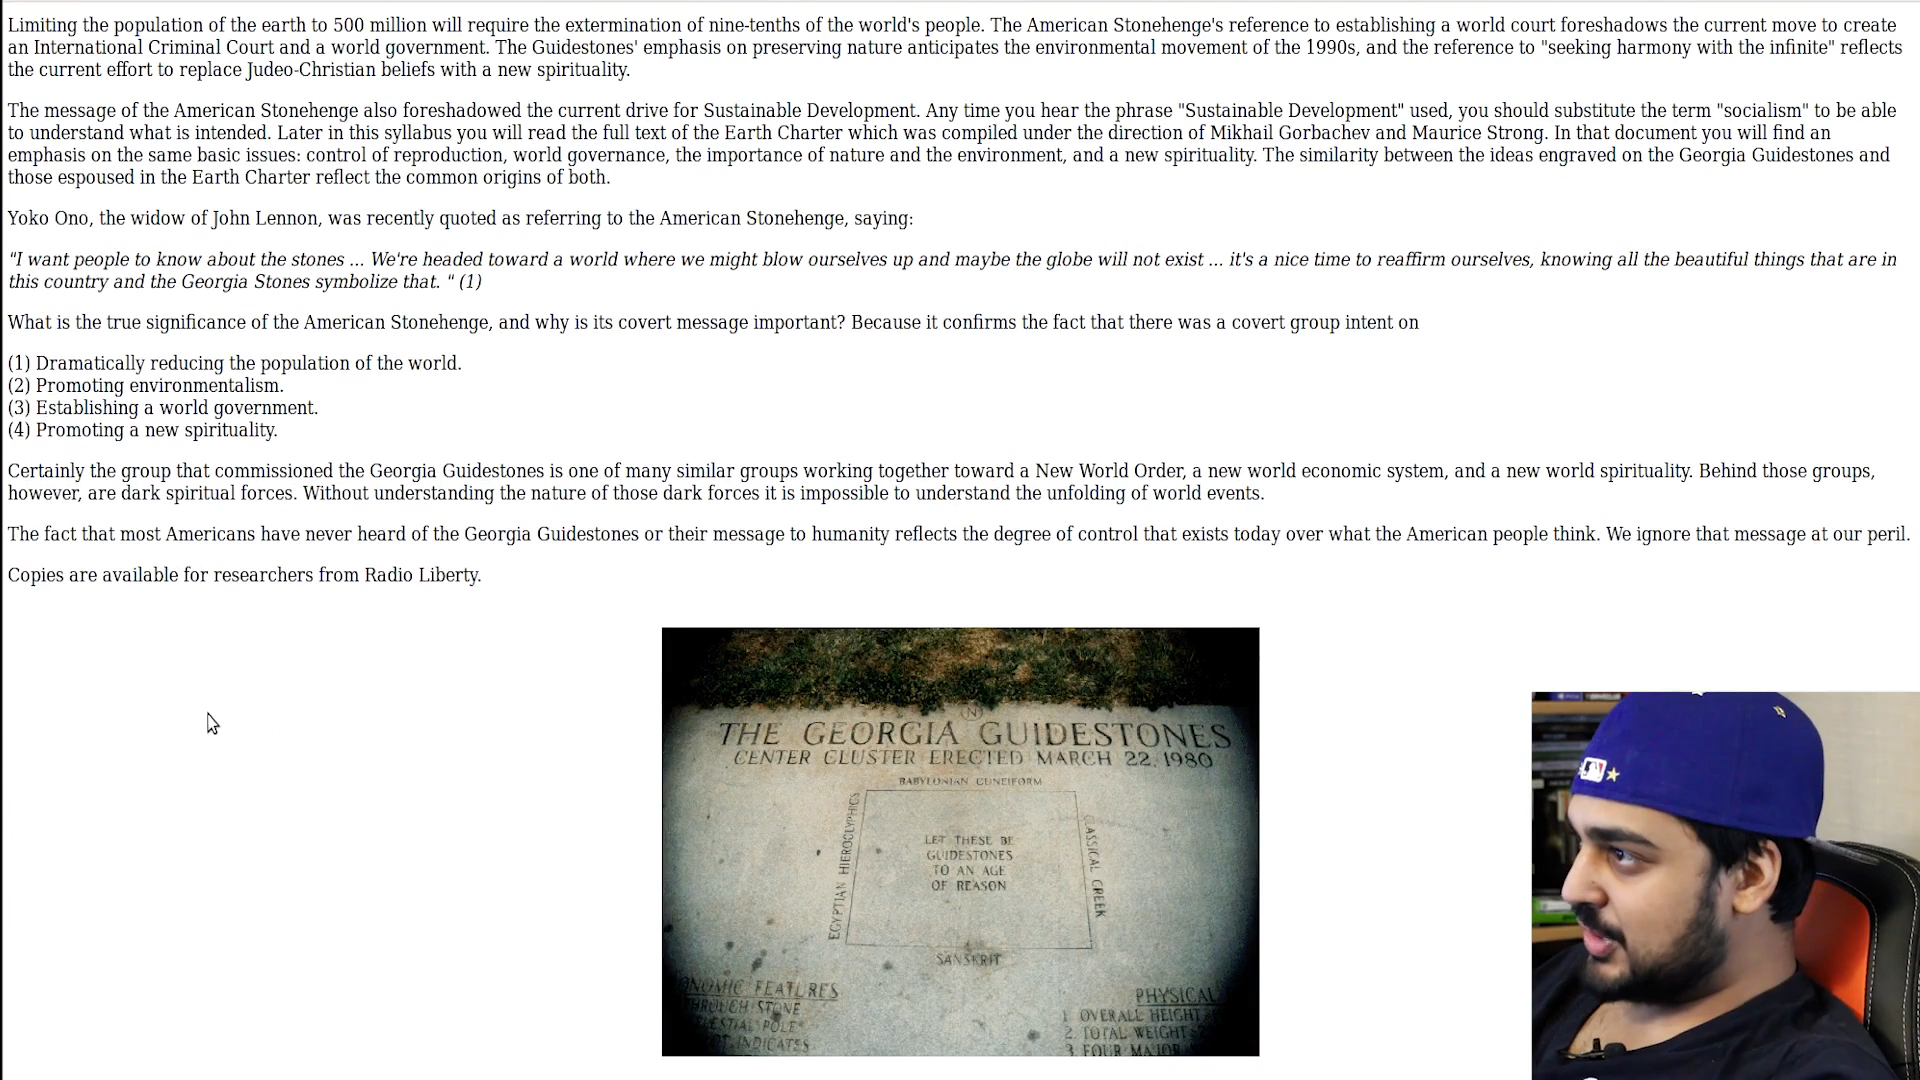 Limiting the population of the earth to 500 million will require the extermination of nine-tenths of the world's people. The American Stonehenge's reference to establishing a world court foreshadows the current move to create
an International Criminal Court and a world government. The Guidestones' emphasis on preserving nature anticipates the environmental movement of the 1990s, and the reference to "seeking harmony with the infinite" reflects
the current effort to replace Judeo-Christian beliefs with a new spirituality.
The message of the American Stonehenge also foreshadowed the current drive for Sustainable Development. Any time you hear the phrase "Sustainable Development" used, you should substitute the term "socialism" to be able
to understand what is intended. Later in this syllabus you will read the full text of the Earth Charter which was compiled under the direction of Mikhail Gorbachev and Maurice Strong. In that document you will find an
emphasis on the same basic issues: control of reproduction, world governance, the importance of nature and the environment, and a new spirituality. The similarity between the ideas engraved on the Georgia Guidestones and
those espoused in the Earth Charter reflect the common origins of both.
Yoko Ono, the widow of John Lennon, was recently quoted as referring to the American Stonehenge, saying:
"I want people to know about the stones ... We're headed toward a world where we might blow ourselves up and maybe the globe will not exist ... it's a nice time to reaffirm ourselves, knowing all the beautiful things that are in
this country and the Georgia Stones symbolize that. " (1)
What is the true significance of the American Stonehenge, and why is its covert message important? Because it confirms the fact that there was a covert group intent on
(1) Dramatically reducing the population of the world.
(2) Promoting environmentalism.
(3) Establishing a world government.
(4) Promoting a new spirituality.
Certainly the group that commissioned the Georgia Guidestones is one of many similar groups working together toward a New World Order, a new world economic system, and a new world spirituality. Behind those groups,
however, are dark spiritual forces. Without understanding the nature of those dark forces it is impossible to understand the unfolding of world events.
The fact that most Americans have never heard of the Georgia Guidestones or their message to humanity reflects the degree of control that exists today over what the American people think. We ignore that message at our peril.
Copies are available for researchers from Radio Liberty.
N
THE GEORGIA GUIDESTONES
CENTER CLUSTER ERECTED MARCH 22, 1980
BABYLONIAN CUNEIFORM
EGYPTIAN HIEROGLYPHICS
LET THESE BE
GUIDESTONES
TO AN AGE
OF REASON
CLASSICAL GREEK
SANSKRIT
FEATURES
THROUGH STONE
POLE
INDICATES
PHYSICAL
1. OVERALL HEIGHT
2. TOTAL WEIGHT
3. FOUR MAJOR